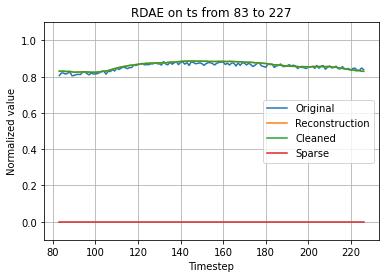 RDAE on ts from 83 to 227
Normalized value
1.0
0.8
0.6
0.4
0.2
0.0
Original
Reconstruction
Cleaned
Sparse
80 100 120 140 160 180 200 220
Timestep